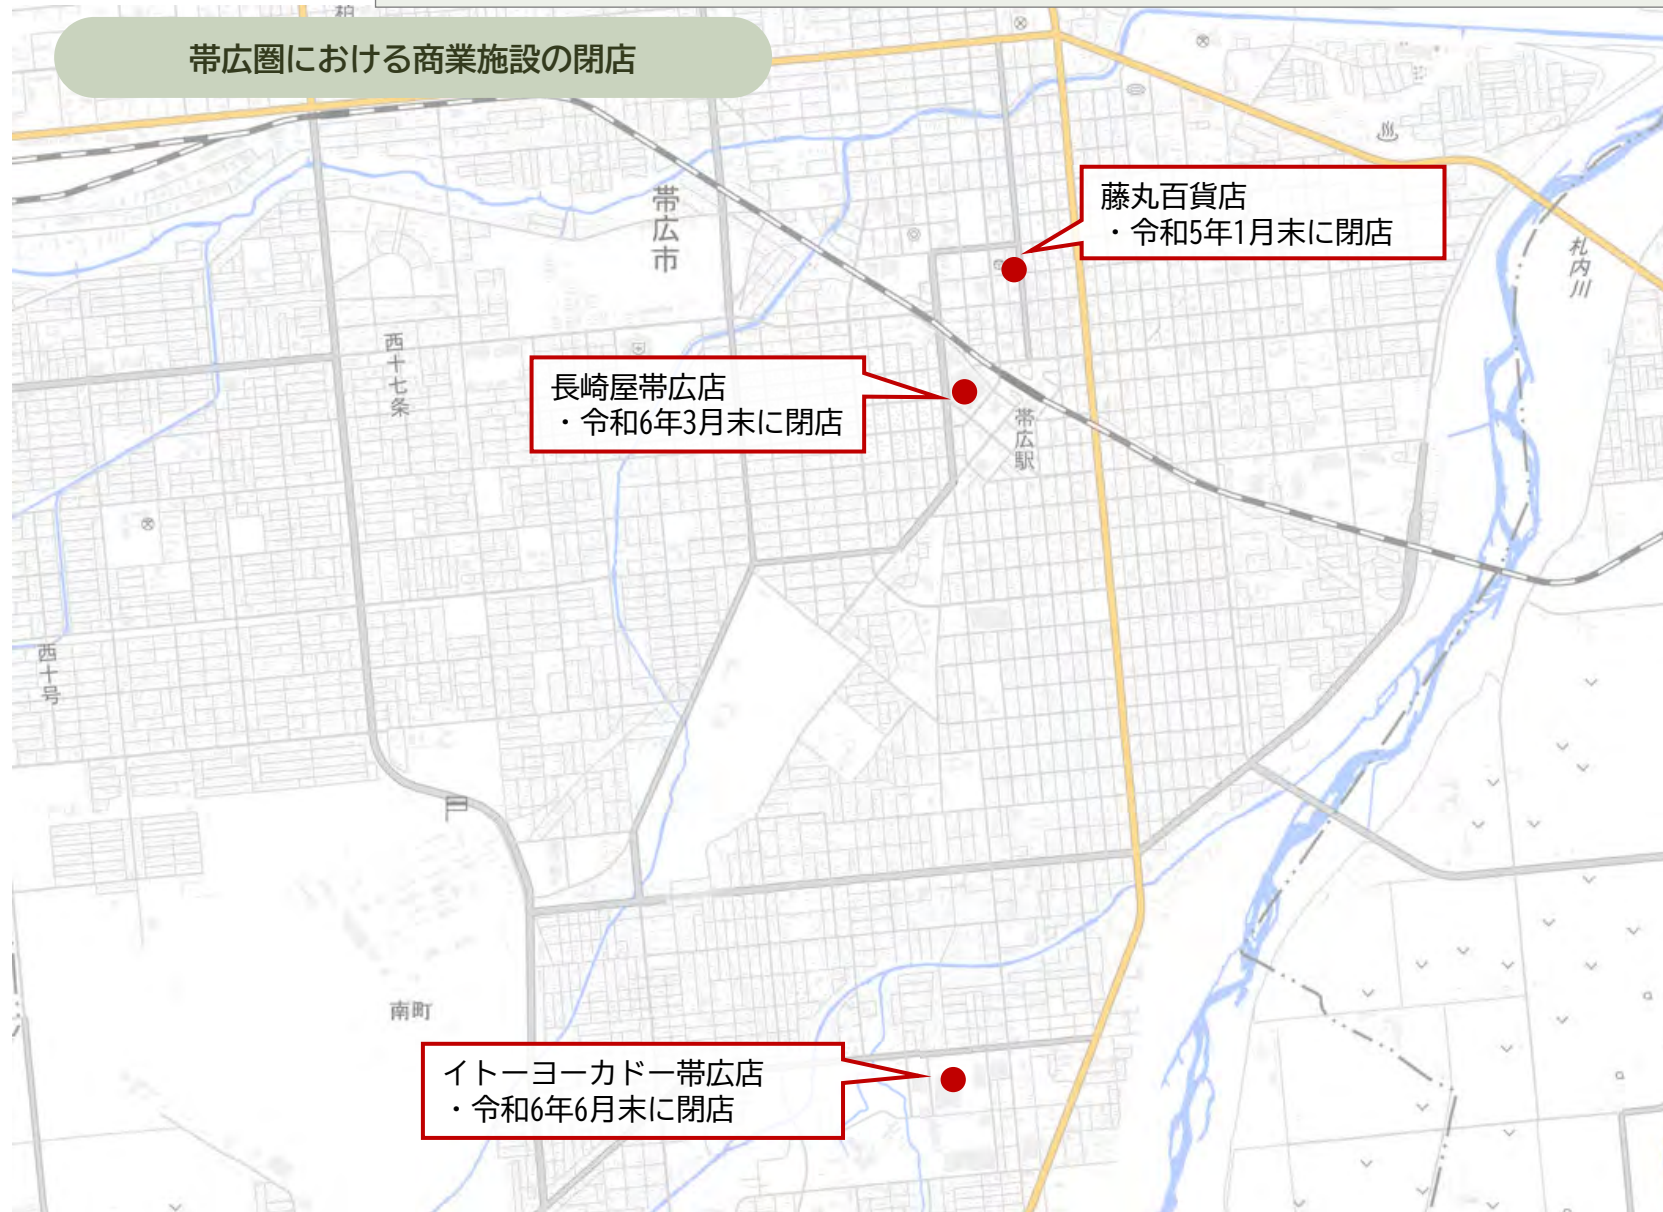 帯広圏における商業施設の閉店
藤丸百貨店
・令和5年1月末に閉店
帯広市
札内川
西十七条
長崎屋帯広店
・令和6年3月末に閉店
帯広駅
西十号
南町
イトーヨーカドー帯広店
・令和6年6月末に閉店